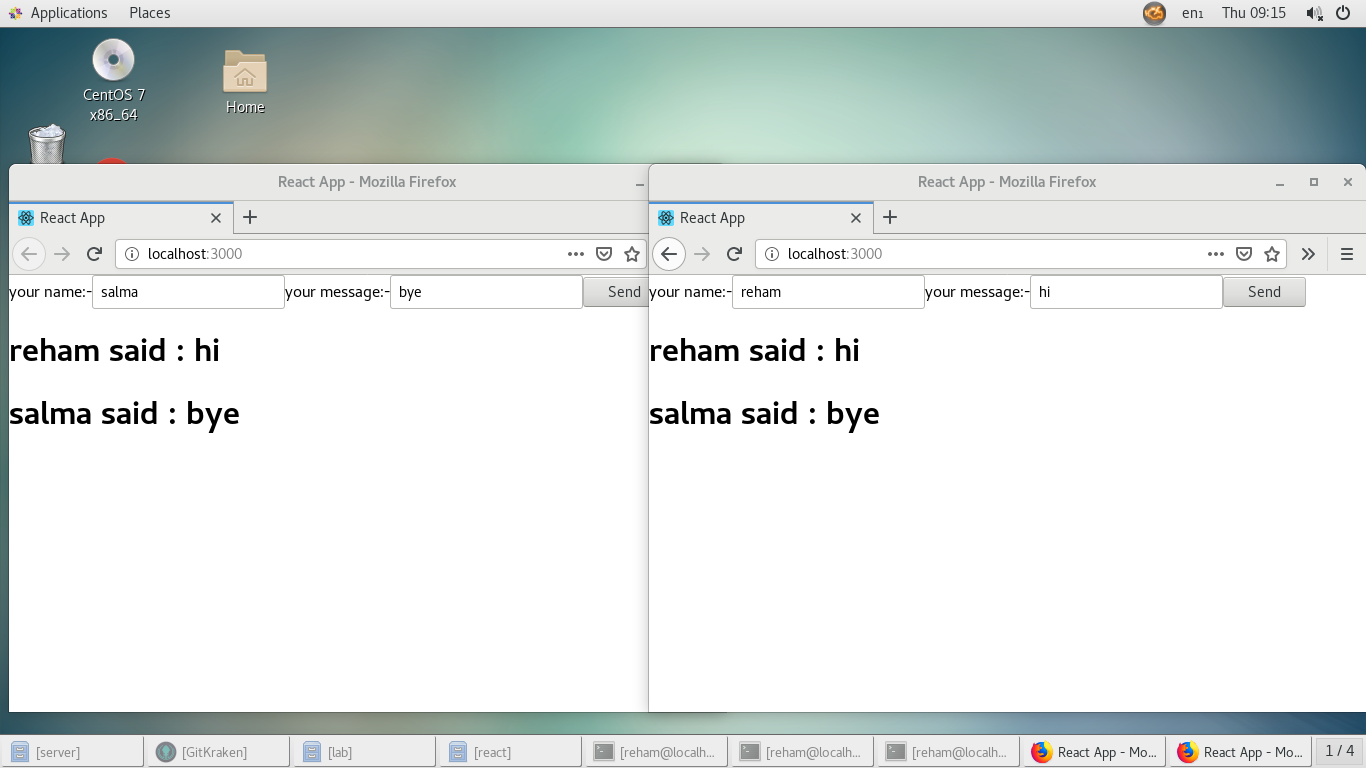 Applications Places en₁ Thu 09:15
CentOS 7
x86_64
Home
React App - Mozilla Firefox
React App
localhost:3000
your name:- salma your message:- bye Send
reham said : hi
salma said : bye
React App - Mozilla Firefox
React App
localhost:3000
your name:- reham your message:- hi Send
reham said : hi
salma said : bye
[server] [GitKraken] [lab] [react] [reham@localh... [reham@localh... [reham@localh... React App - Mo... React App - Mo... 1 / 4